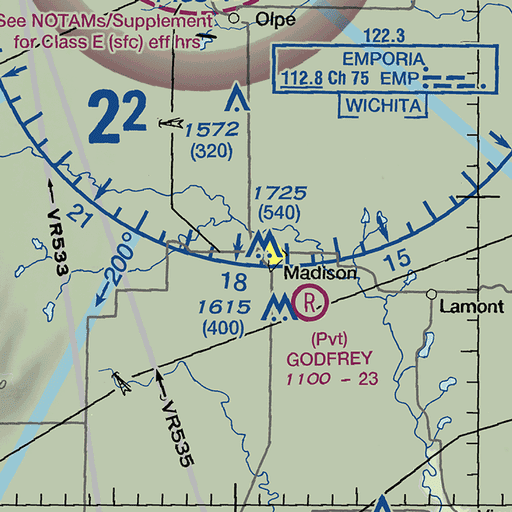 See NOTAMs/Supplement
for Class E (sfc) eff hrs
Olpe
122.3
EMPORIA
112.8 Ch 75 EMP
WICHITA
22
1572
(320)
1725
(540)
21
VR533
200°
18
15
Madison
1615
(400)
R
Lamont
(Pvt)
GODFREY
1100 - 23
VR535